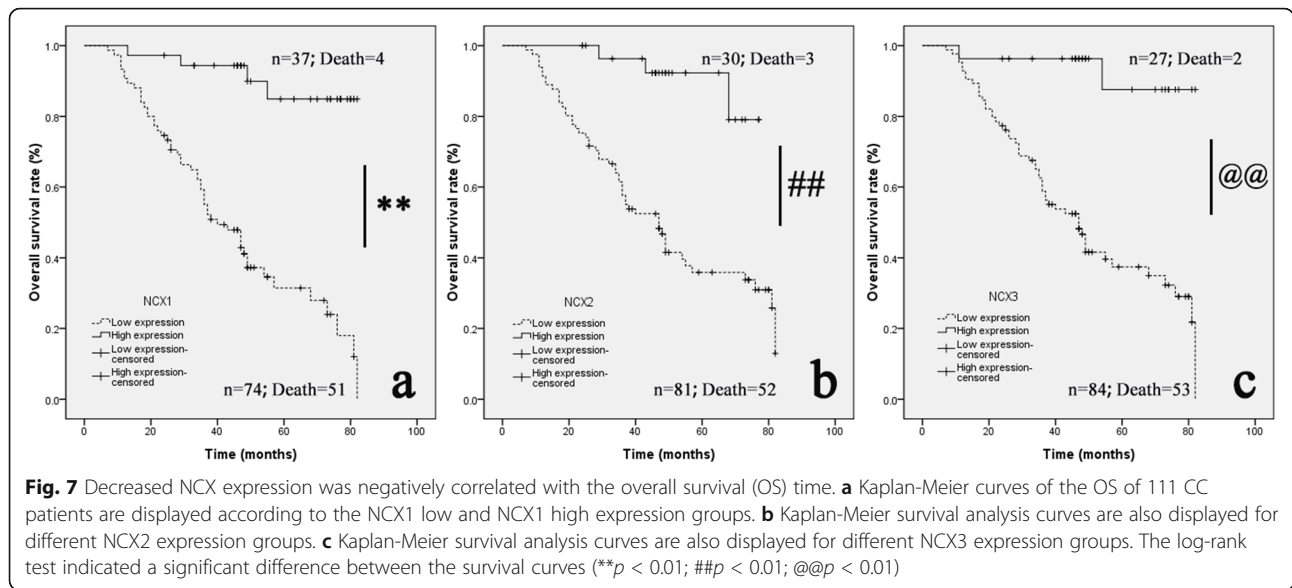 n=37; Death=4
Overall survival rate (%)
1.0
0.8
0.6
0.4
0.2
0.0
**
NCX1
Low expression
High expression
Low expression-
censored
High expression-
censored
n=74; Death=51
a
0 20 40 60 80 100
Time (months)
n=30; Death=3
Overall survival rate (%)
1.0
0.8
0.6
0.4
0.2
0.0
##
NCX2
Low expression
High expression
Low expression-
censored
High expression-
censored
n=81; Death=52
b
0 20 40 60 80 100
Time (months)
n=27; Death=2
Overall survival rate (%)
1.0
0.8
0.6
0.4
0.2
0.0
@@
NCX3
Low expression
High expression
Low expression-
censored
High expression-
censored
n=84; Death=53
c
0 20 40 60 80 100
Time (months)
Fig. 7 Decreased NCX expression was negatively correlated with the overall survival (OS) time. a Kaplan-Meier curves of the OS of 111 CC
patients are displayed according to the NCX1 low and NCX1 high expression groups. b Kaplan-Meier survival analysis curves are also displayed for
different NCX2 expression groups. c Kaplan-Meier survival analysis curves are also displayed for different NCX3 expression groups. The log-rank
test indicated a significant difference between the survival curves (**p < 0.01; ##p < 0.01; @@p < 0.01)